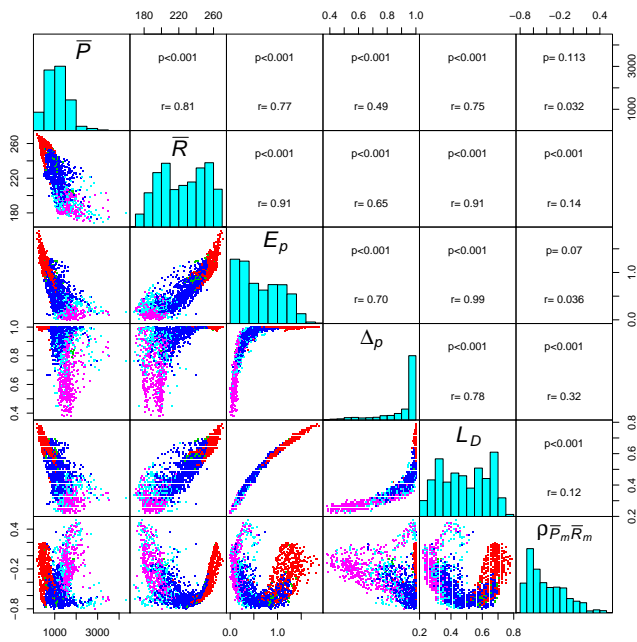 180 220 260
0.4 0.6 0.8 1.0
−0.8 −0.4 0.0 0.4
P̅
p<0.001 p<0.001 p<0.001 p<0.001 p= 0.113
r= 0.81 r= 0.77 r= 0.49 r= 0.75 r= 0.032
1000 3000
180 220 260
R̅
p<0.001 p<0.001 p<0.001 p<0.001
r= 0.91 r= 0.65 r= 0.91 r= 0.14
E_p
p<0.001 p<0.001 p= 0.07
r= 0.70 r= 0.99 r= 0.036
0.0 1.0
0.4 0.6 0.8 1.0
Δ_p
p<0.001 p<0.001
r= 0.78 r= 0.32
L_D
p<0.001
r= 0.12
0.2 0.4 0.6 0.8
−0.8 −0.2 0.4
ρP̅_mR̅_m
1000 3000
0.0 1.0
0.2 0.4 0.6 0.8